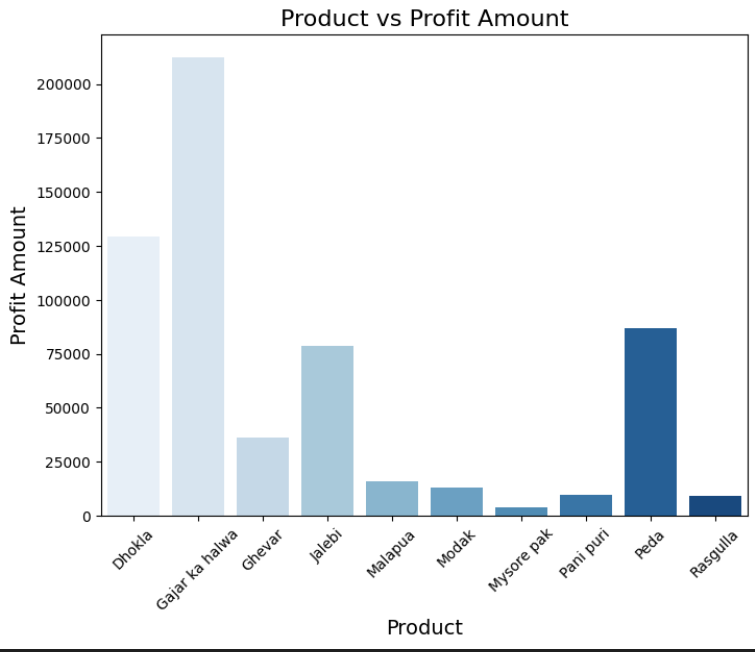 Product vs Profit Amount
Profit Amount
200000
175000
150000
125000
100000
75000
50000
25000
0
Dhokla
Gajar ka halwa
Ghevar
Jalebi
Malapua
Modak
Mysore pak
Pani puri
Peda
Rasgulla
Product